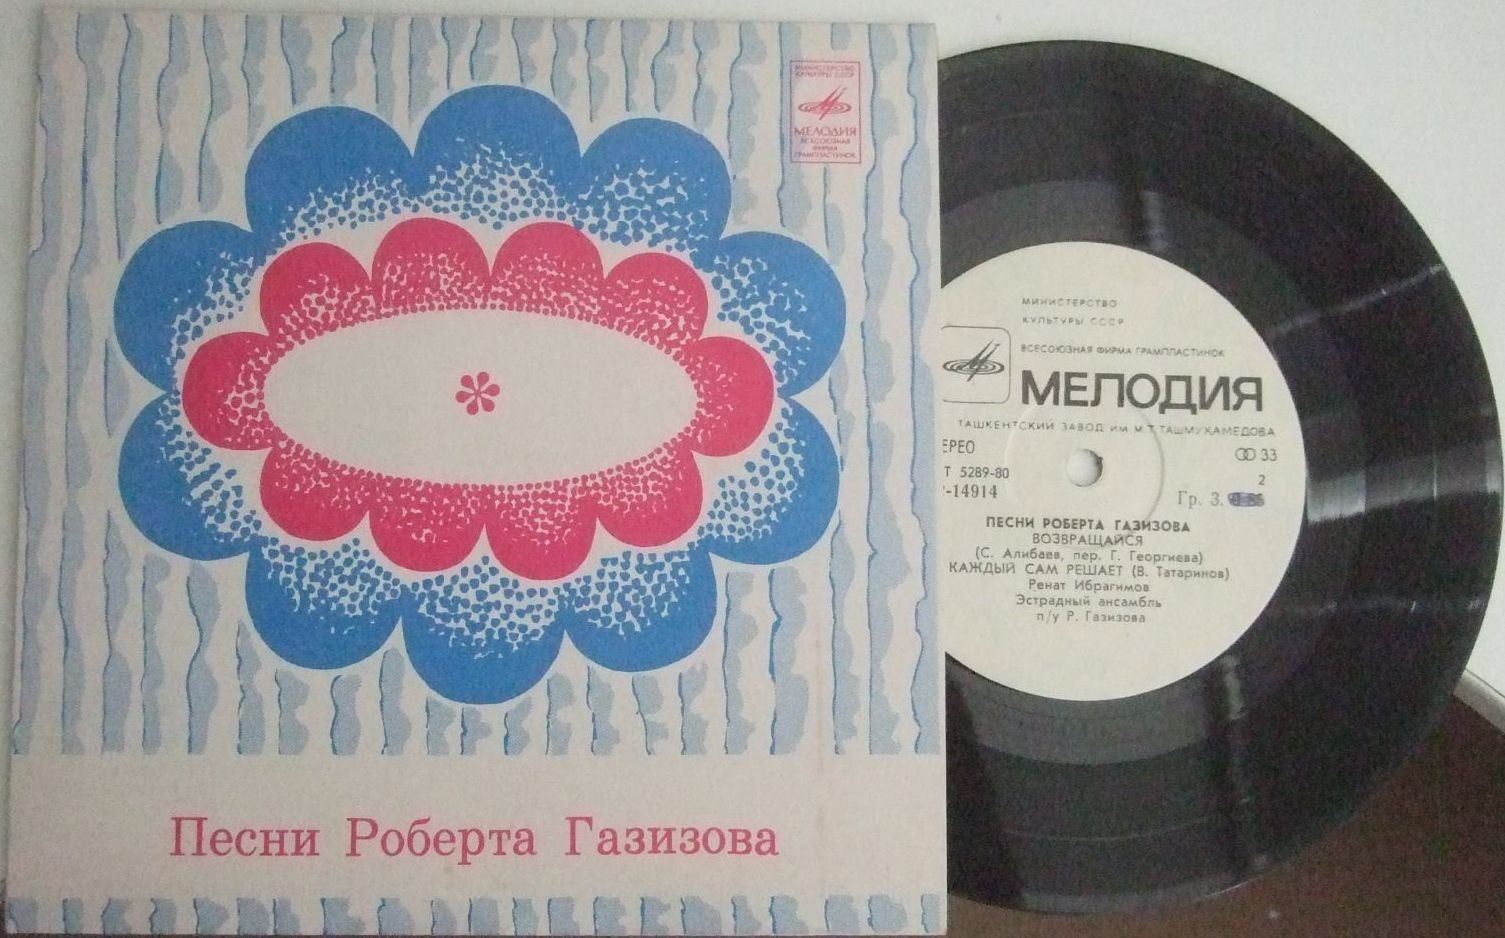 МИНИСТЕРСТВО
КУЛЬТУРЫ СССР
МЕЛОДИЯ
ВСЕСОЮЗНАЯ
ФИРМА
ГРАМПЛАСТИНОК
Песни Роберта Газизова
МИНИСТЕРСТВО
КУЛЬТУРЫ СССР
ВСЕСОЮЗНАЯ ФИРМА ГРАМПЛАСТИНОК
МЕЛОДИЯ
ТАШКЕНТСКИЙ ЗАВОД ИМ М.Т.ТАШМУХАМЕДОВА
ЕРЕО
33
Т 5289-80
2
-14914
Гр. 3.
ПЕСНИ РОБЕРТА ГАЗИЗОВА
ВОЗВРАЩАЙСЯ
(С. Алибаев, пер. Г. Георгиева)
КАЖДЫЙ САМ РЕШАЕТ (В. Татаринов)
Ренат Ибрагимов
Эстрадный ансамбль
п/у Р. Газизова